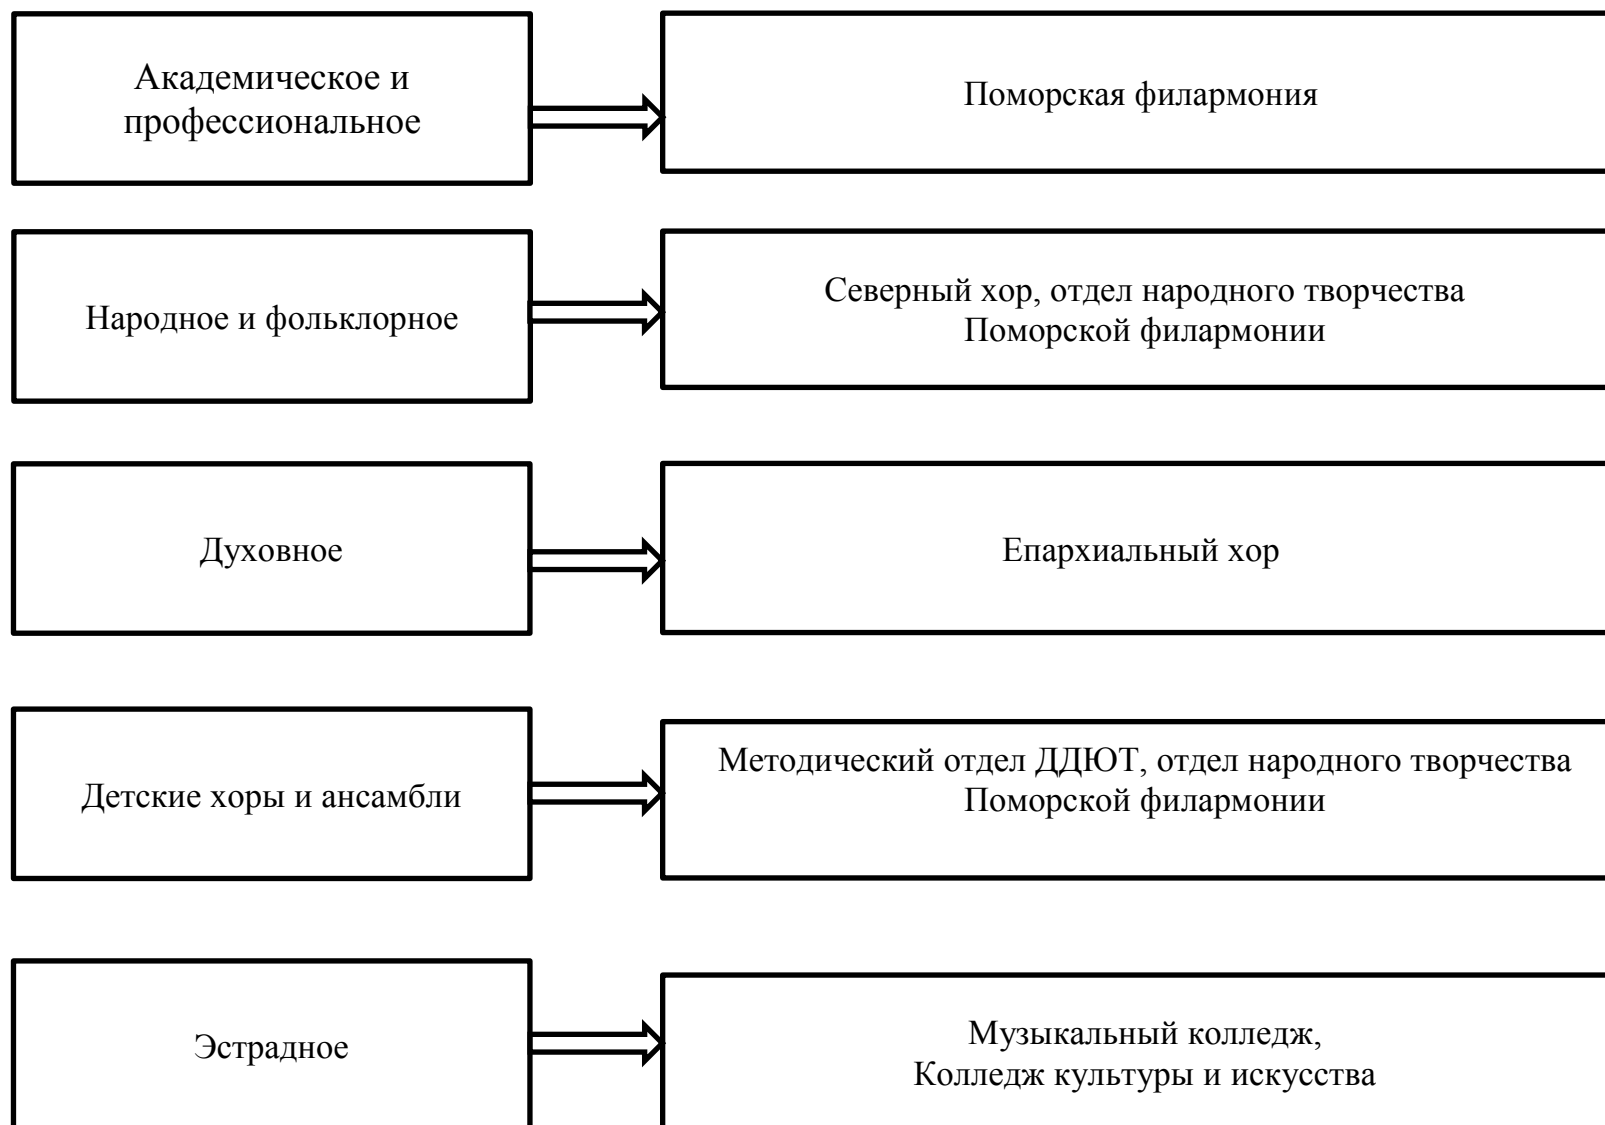 Академическое и
профессиональное
Поморская филармония
Народное и фольклорное
Северный хор, отдел народного творчества
Поморской филармонии
Духовное
Епархиальный хор
Детские хоры и ансамбли
Методический отдел ДДЮТ, отдел народного творчества
Поморской филармонии
Эстрадное
Музыкальный колледж,
Колледж культуры и искусства